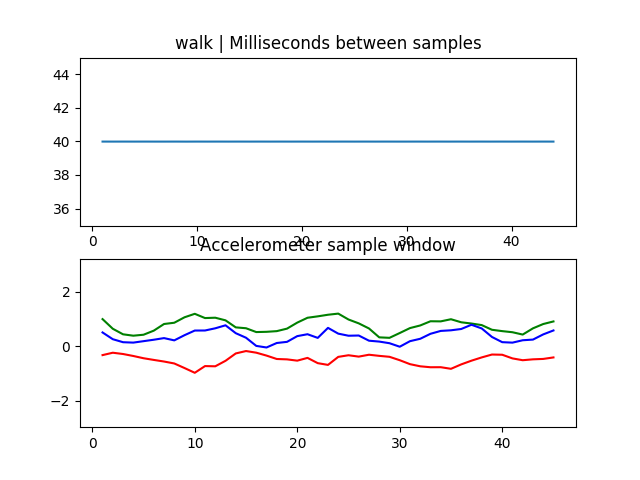 walk | Milliseconds between samples
44
42
40
38
36
0 10 20 30 40
Accelerometer sample window
2
0
−2
0 10 20 30 40